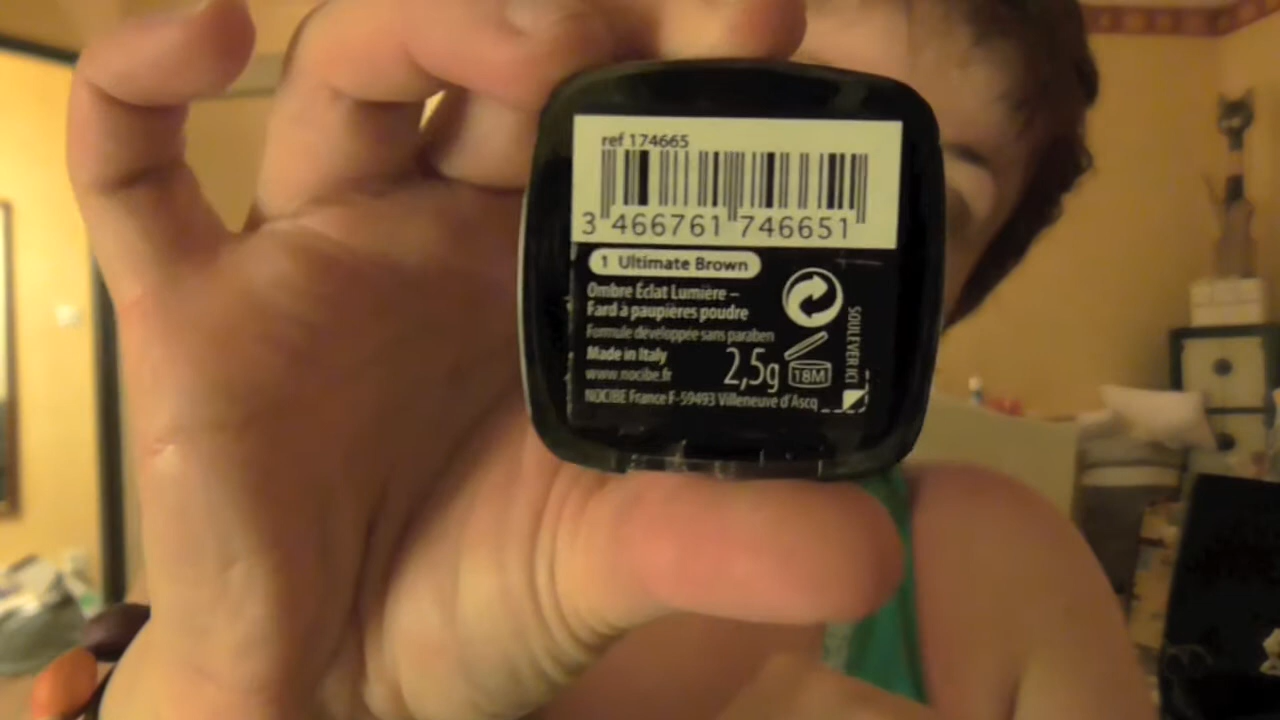 ref 174665
3 466761 746651
1 Ultimate Brown
Ombre Éclat Lumière –
Fard à paupières poudre
Formule développée sans paraben
Made in Italy
www.nocibe.fr
2,5g
18M
NOCIBE France F-59493 Villeneuve d'Ascq
SOULEVER ICI